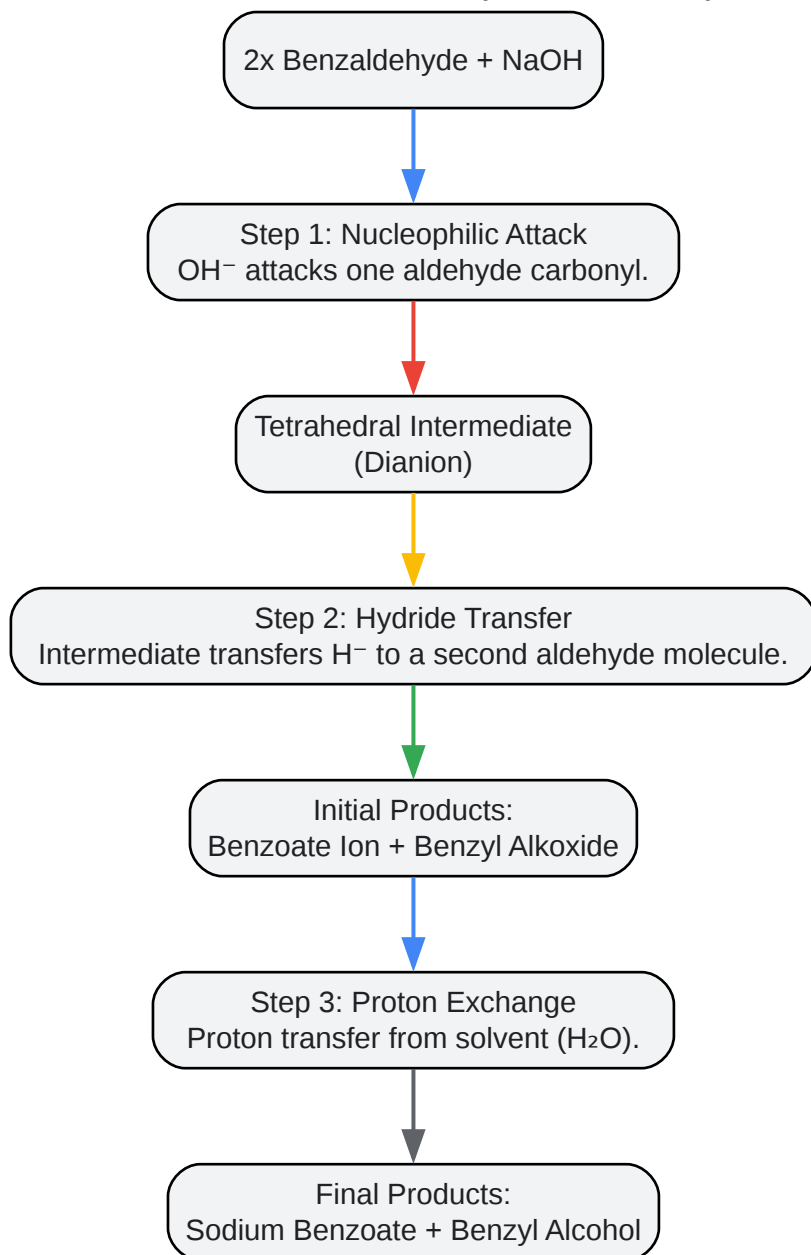 2x Benzaldehyde + NaOH
Step 1: Nucleophilic Attack
OH⁻ attacks one aldehyde carbonyl.
Tetrahedral Intermediate
(Dianion)
Step 2: Hydride Transfer
Intermediate transfers H⁻ to a second aldehyde molecule.
Initial Products:
Benzoate Ion + Benzyl Alkoxide
Step 3: Proton Exchange
Proton transfer from solvent (H₂O).
Final Products:
Sodium Benzoate + Benzyl Alcohol